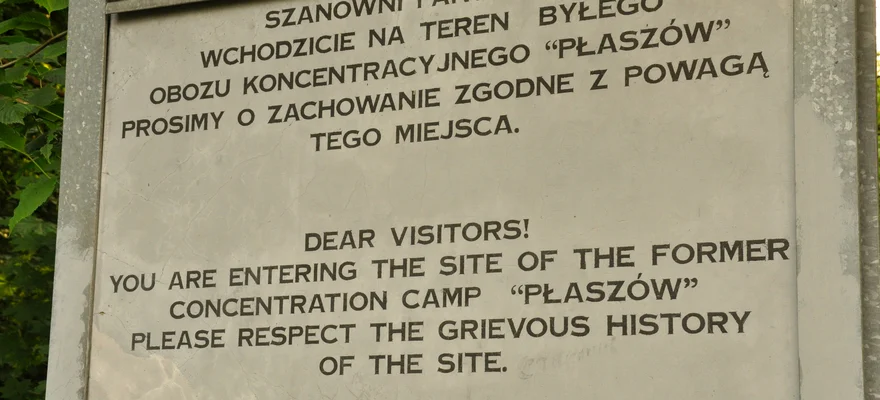 SZANOWNI
WCHODZICIE NA TEREN BYŁEGO
OBOZU KONCENTRACYJNEGO “PŁASZÓW”
PROSIMY O ZACHOWANIE ZGODNE Z POWAGĄ
TEGO MIEJSCA.
DEAR VISITORS!
YOU ARE ENTERING THE SITE OF THE FORMER
CONCENTRATION CAMP “PŁASZÓW”
PLEASE RESPECT THE GRIEVOUS HISTORY
OF THE SITE.